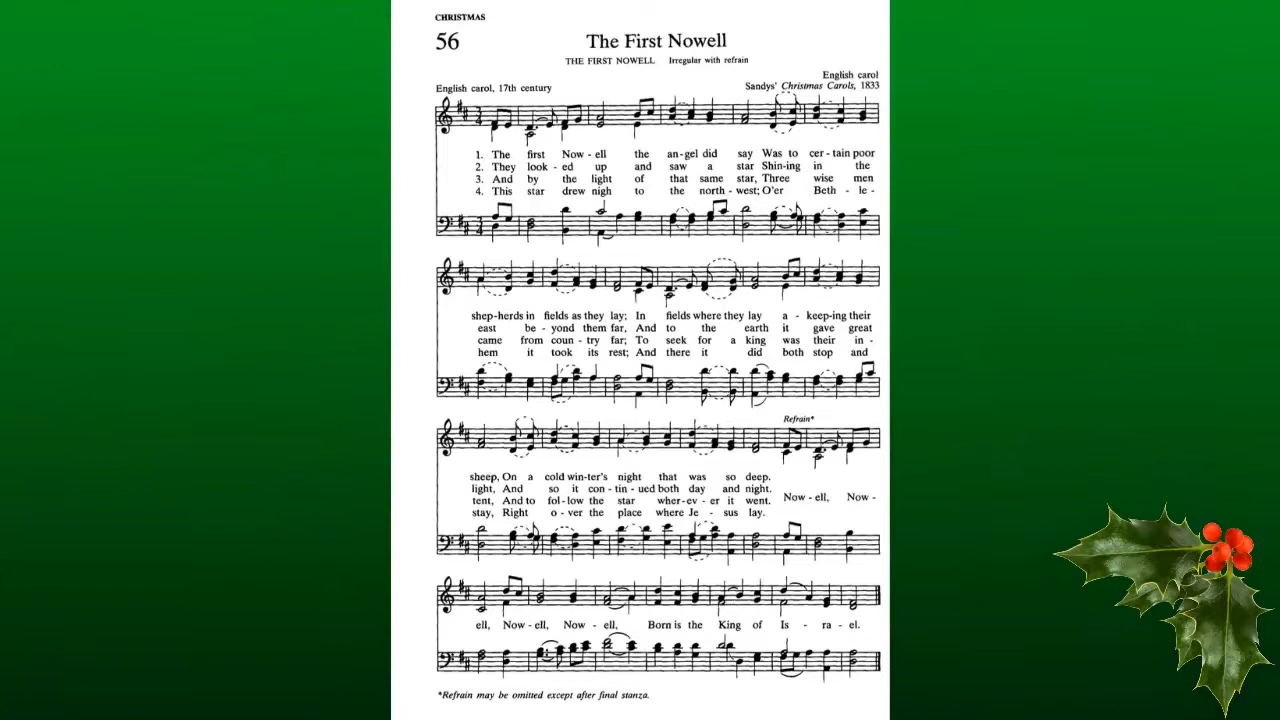 CHRISTMAS
56
The First Nowell
THE FIRST NOWELL Irregular with refrain
English carol
English carol, 17th century
Sandys' Christmas Carols, 1833
1. The first Now - ell the an - gel did say Was to cer - tain poor
2. They look - ed up and saw a star Shin - ing in the
3. And by the light of that same star, Three wise men
4. This star drew nigh to the north - west; O'er Beth - le -
shep - herds in fields as they lay; In fields where they lay a - keep - ing their
east be - yond them far, And to the earth it gave great
came from coun - try far; To seek for a king was their in -
hem it took its rest; And there it did both stop and
Refrain*
sheep, On a cold win - ter's night that was so deep.
light, And so it con - tin - ued both day and night.
tent, And to fol - low the star wher - ev - er it went.
stay, Right o - ver the place where Je - sus lay.
Now - ell, Now -
ell, Now - ell, Now - ell, Born is the King of Is - ra - el.
*Refrain may be omitted except after final stanza.